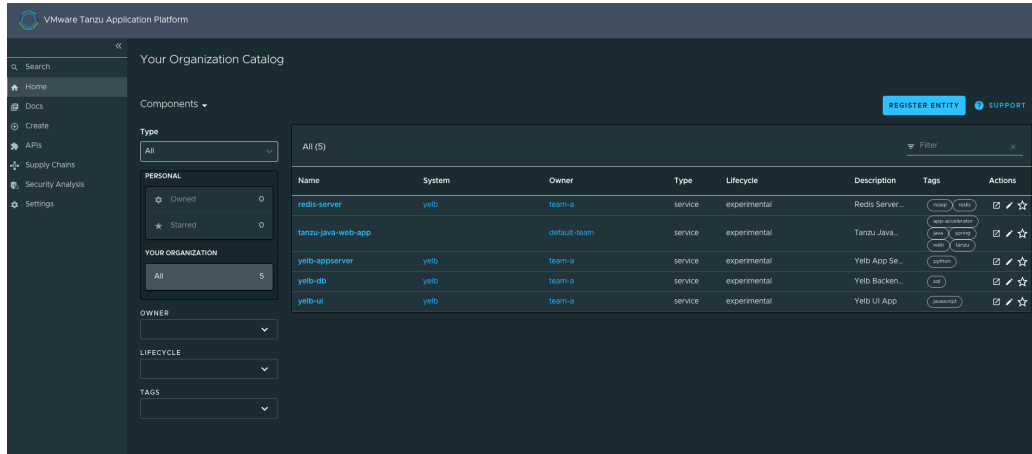 VMware Tanzu Application Platform
Search
Home
Docs
Create
APIs
Supply Chains
Security Analysis
Settings
Your Organization Catalog
Components
REGISTER ENTITY
SUPPORT
Type
All
PERSONAL
Owned 0
Starred 0
YOUR ORGANIZATION
All 5
OWNER
LIFECYCLE
TAGS
All (5)
Filter
Name System Owner Type Lifecycle Description Tags Actions
redis-server yelb team-a service experimental Redis Server... nosql redis
tanzu-java-web-app default-team service experimental Tanzu Java... app-accelerator java spring web tanzu
yelb-appserver yelb team-a service experimental Yelb App Se... python
yelb-db yelb team-a service experimental Yelb Backen... sql
yelb-ui yelb team-a service experimental Yelb UI App javascript